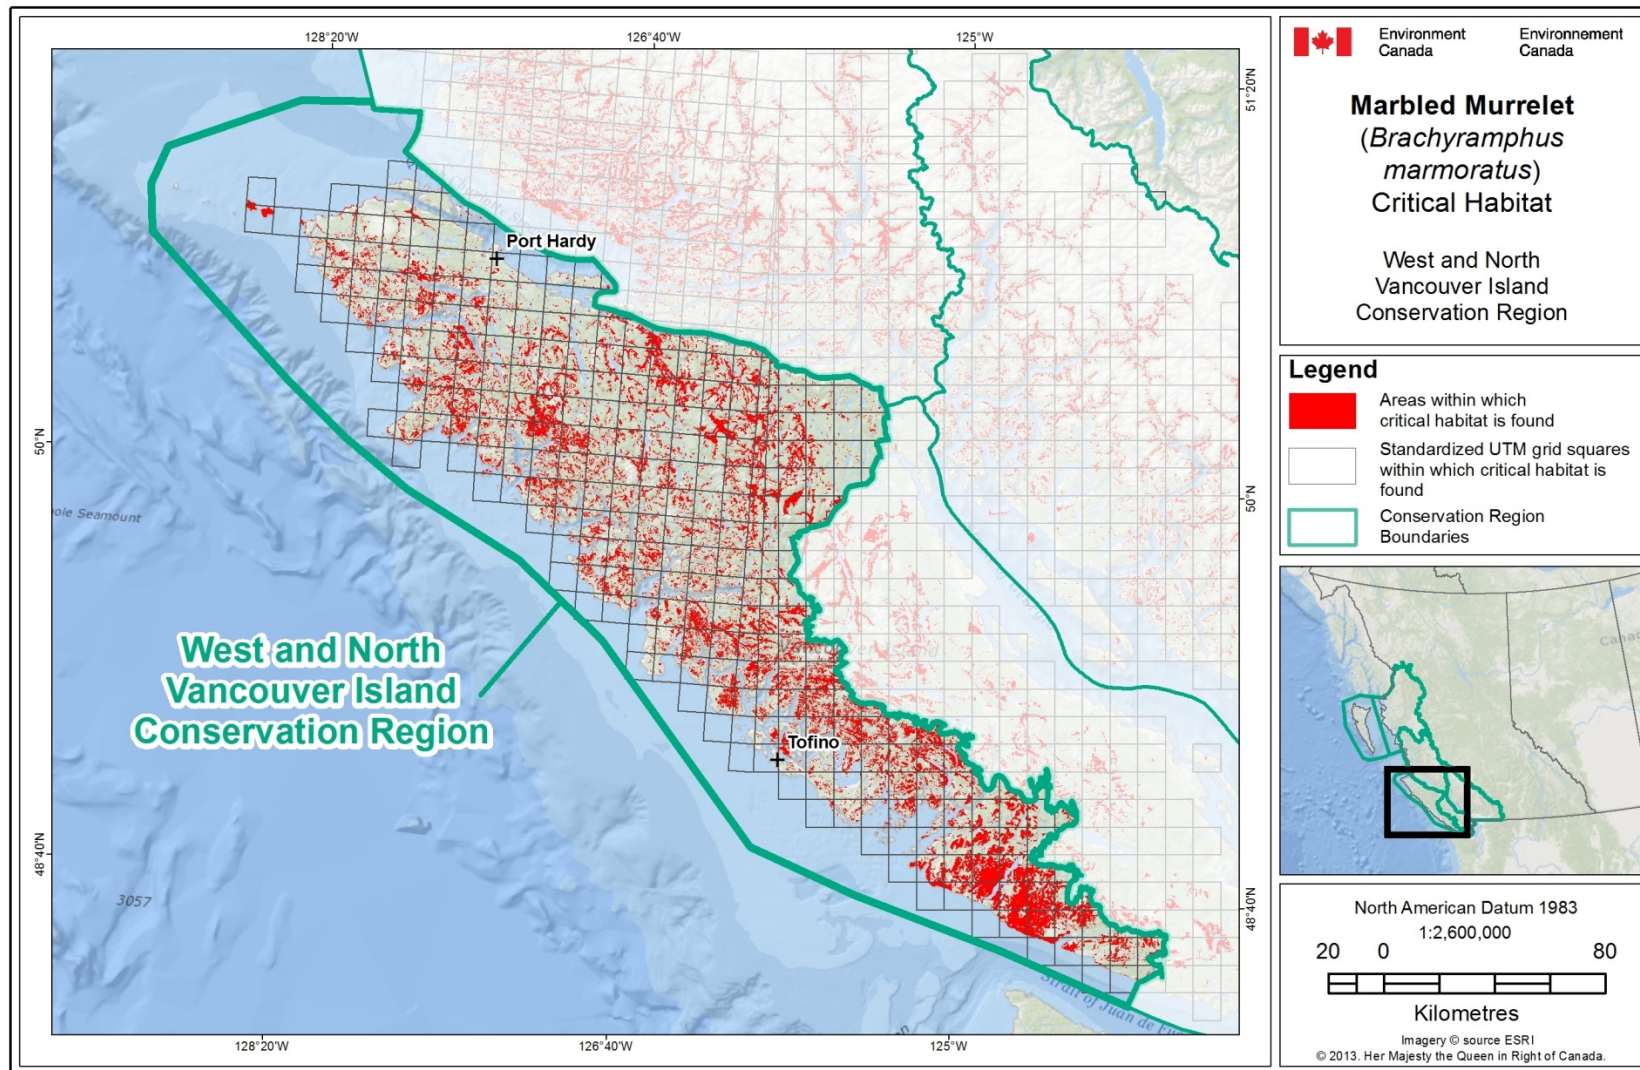 128°20'W
126°40'W
125°W
51°20'N
50°N
50°N
48°40'N
48°40'N
128°20'W
126°40'W
125°W
Port Hardy
Tofino
ole Seamount
3057
West and North
Vancouver Island
Conservation Region
Strait of Juan de Fu
Environment
Canada
Environnement
Canada
Marbled Murrelet
(Brachyramphus
marmoratus)
Critical Habitat
West and North
Vancouver Island
Conservation Region
Legend
Areas within which
critical habitat is found
Standardized UTM grid squares
within which critical habitat is
found
Conservation Region
Boundaries
North American Datum 1983
1:2,600,000
20 0 80
Kilometres
Imagery © source ESRI
© 2013. Her Majesty the Queen in Right of Canada.